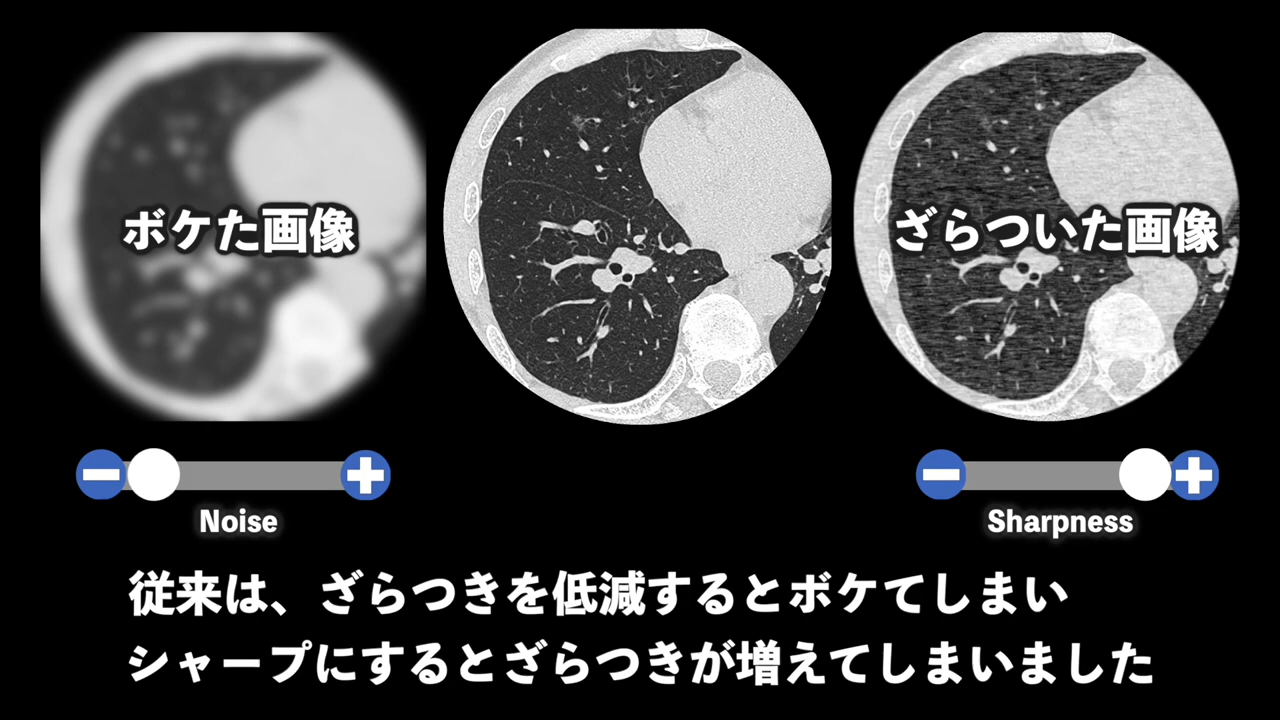 ボケた画像
ざらついた画像
Noise
Sharpness
従来は、ざらつきを低減するとボケてしまい
シャープにするとざらつきが増えてしまいました